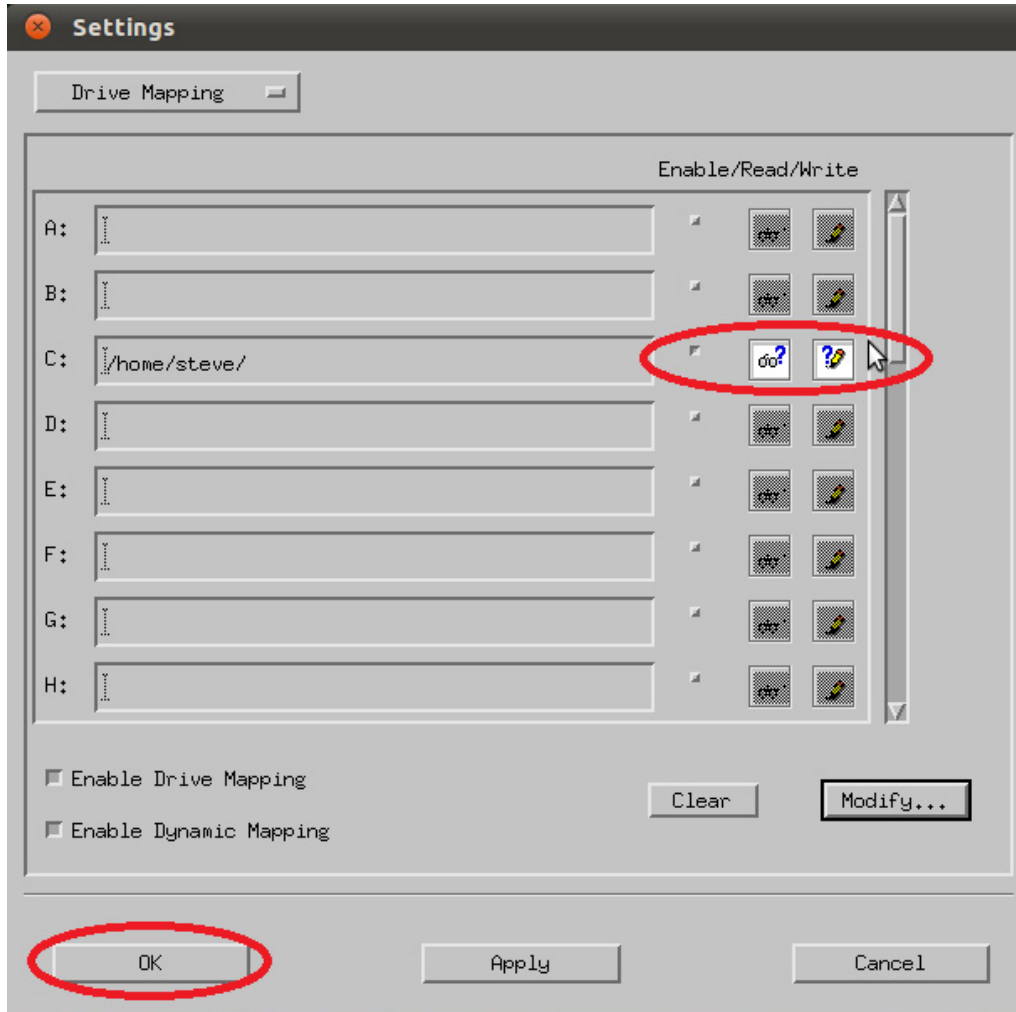 Settings
Drive Mapping
Enable/Read/Write
A:
B:
C: /home/steve/
D:
E:
F:
G:
H:
Enable Drive Mapping
Clear Modify...
Enable Dynamic Mapping
OK Apply Cancel